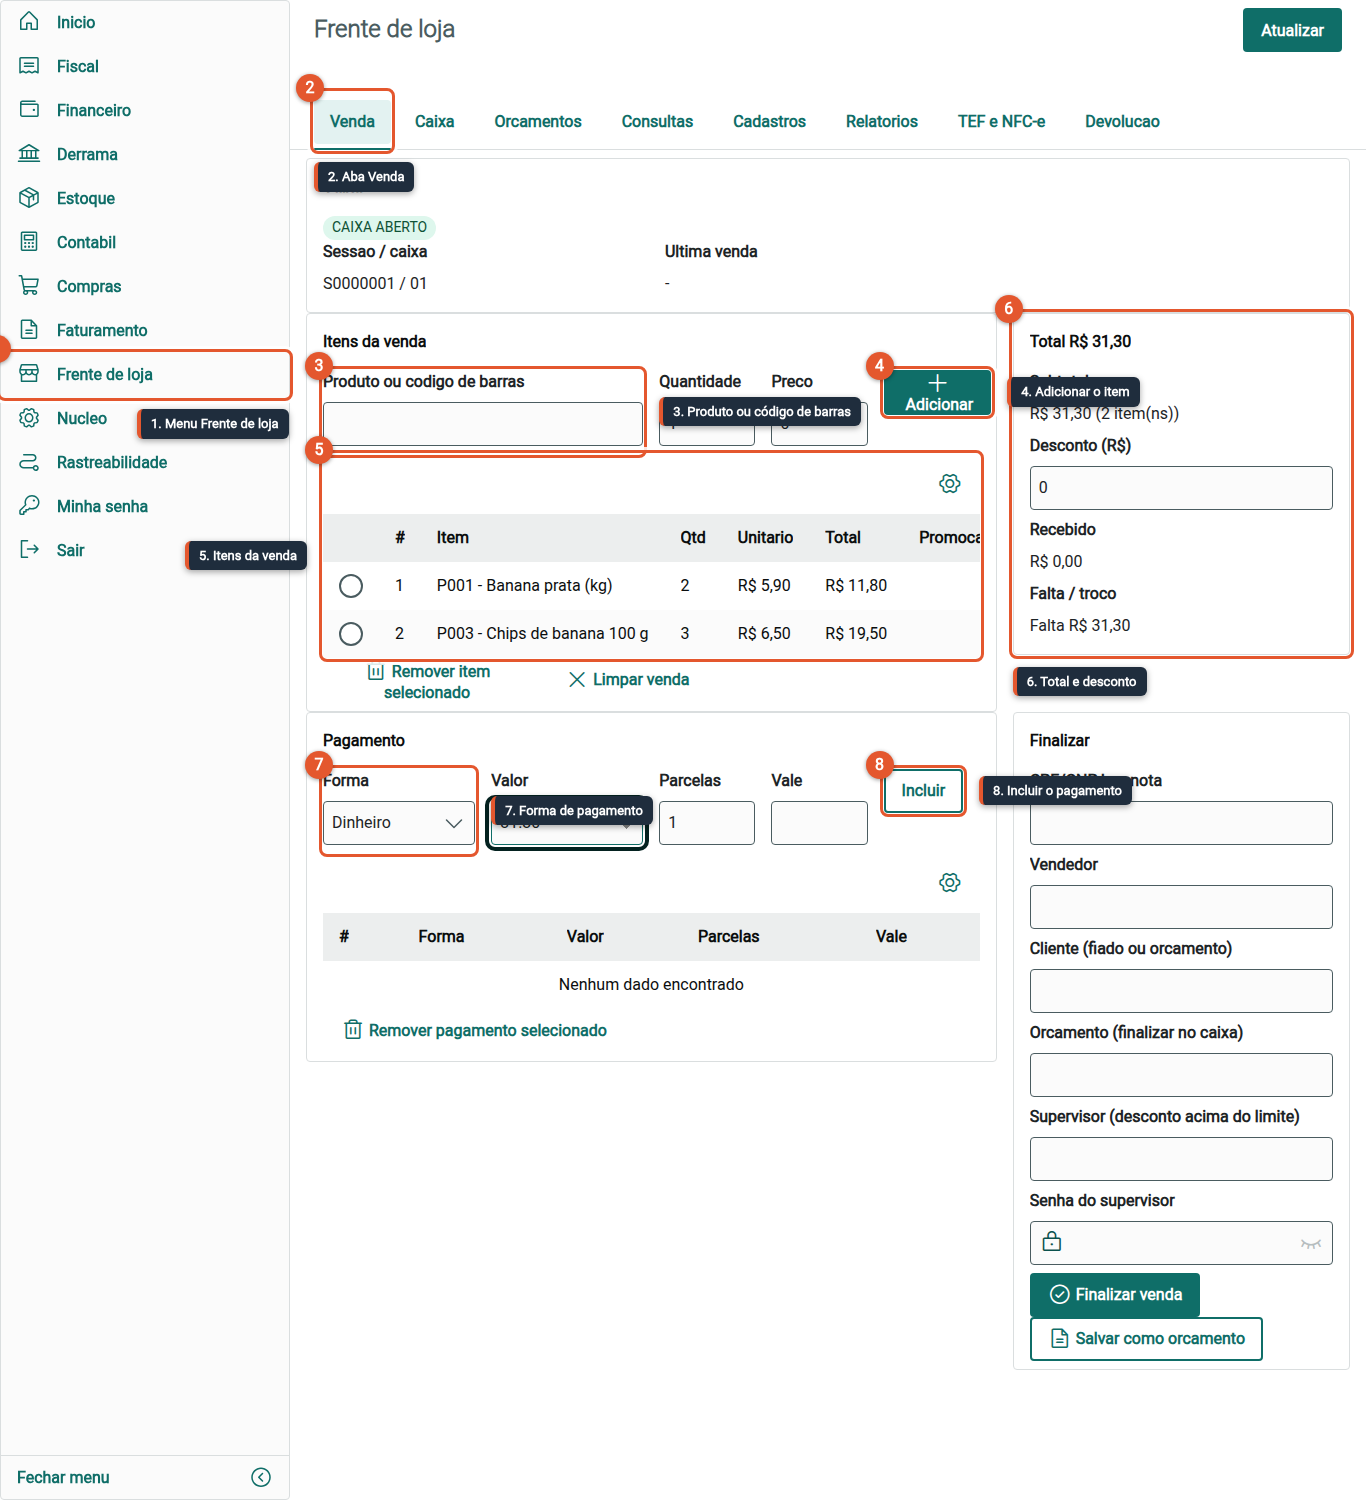 Inicio
Fiscal
Financeiro
Derrama
Estoque
Contabil
Compras
Faturamento
Frente de loja
Nucleo
1. Menu Frente de loja
Rastreabilidade
Minha senha
Sair
5. Itens da venda
Fechar menu
Frente de loja
Atualizar
2
Venda
Caixa
Orcamentos
Consultas
Cadastros
Relatorios
TEF e NFC-e
Devolucao
2. Aba Venda
CAIXA ABERTO
Sessao / caixa
Ultima venda
S0000001 / 01
-
Itens da venda
3
Produto ou codigo de barras
Quantidade
Preco
4
Adicionar
3. Produto ou código de barras
5
# Item Qtd Unitario Total Promoca
1 P001 - Banana prata (kg) 2 R$ 5,90 R$ 11,80
2 P003 - Chips de banana 100 g 3 R$ 6,50 R$ 19,50
Remover item
selecionado
Limpar venda
6
Total R$ 31,30
4. Adicionar o item
R$ 31,30 (2 item(ns))
Desconto (R$)
0
Recebido
R$ 0,00
Falta / troco
Falta R$ 31,30
6. Total e desconto
Pagamento
7
Forma
Valor
Parcelas
Vale
8
Incluir
Dinheiro
7. Forma de pagamento
1
8. Incluir o pagamento
# Forma Valor Parcelas Vale
Nenhum dado encontrado
Remover pagamento selecionado
Finalizar
nota
Vendedor
Cliente (fiado ou orcamento)
Orcamento (finalizar no caixa)
Supervisor (desconto acima do limite)
Senha do supervisor
Finalizar venda
Salvar como orcamento